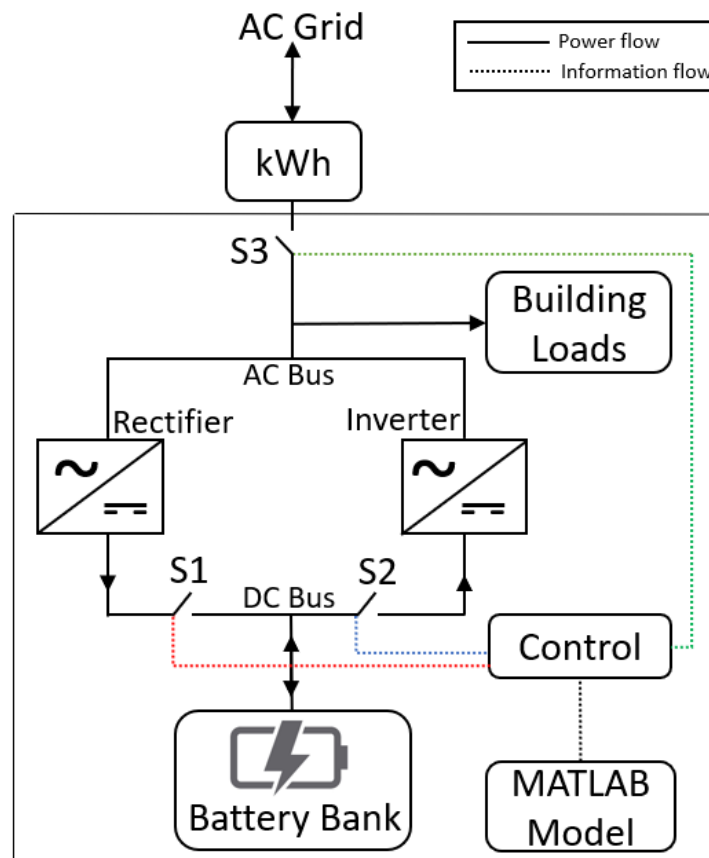 AC Grid
Power flow
Information flow
kWh
S3
Building
Loads
AC Bus
Rectifier
Inverter
S1
S2
DC Bus
Control
Battery Bank
MATLAB
Model